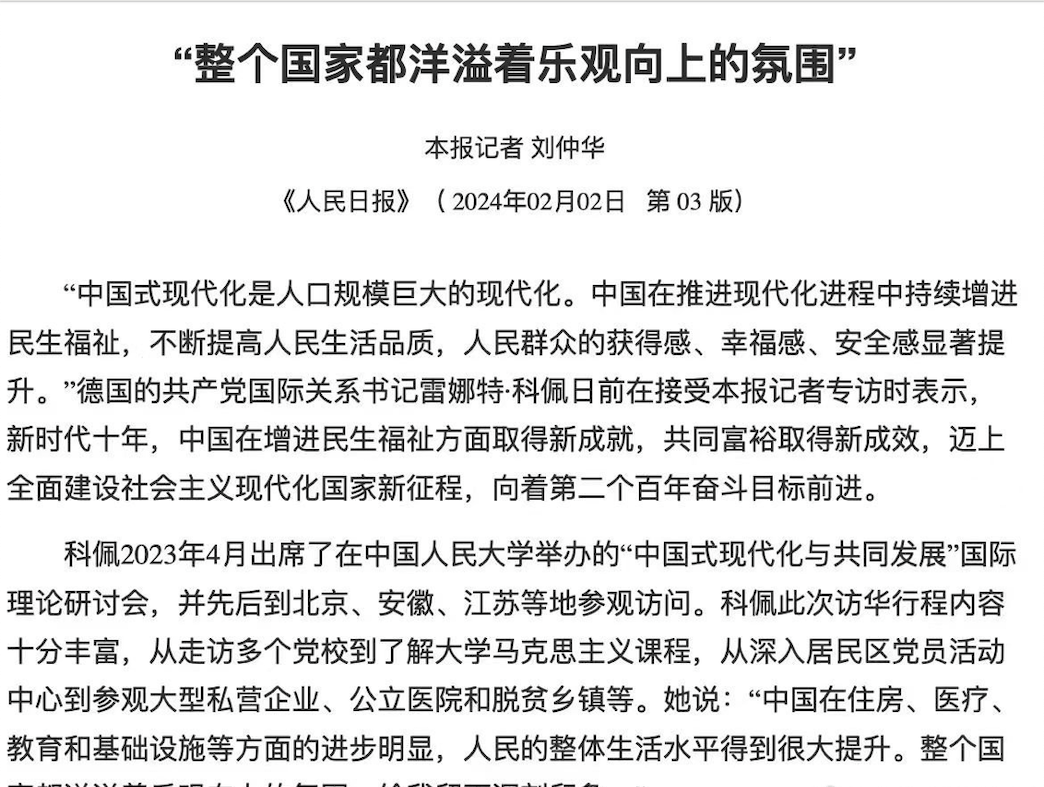 “整个国家都洋溢着乐观向上的氛围”
本报记者 刘仲华
《人民日报》（ 2024年02月02日 第 03 版）
“中国式现代化是人口规模巨大的现代化。中国在推进现代化进程中持续增进
民生福祉，不断提高人民生活品质，人民群众的获得感、幸福感、安全感显著提
升。”德国的共产党国际关系书记雷娜特·科佩日前在接受本报记者专访时表示，
新时代十年，中国在增进民生福祉方面取得新成就，共同富裕取得新成效，迈上
全面建设社会主义现代化国家新征程，向着第二个百年奋斗目标前进。
科佩2023年4月出席了在中国人民大学举办的“中国式现代化与共同发展”国际
理论研讨会，并先后到北京、安徽、江苏等地参观访问。科佩此次访华行程内容
十分丰富，从走访多个党校到了解大学马克思主义课程，从深入居民区党员活动
中心到参观大型私营企业、公立医院和脱贫乡镇等。她说：“中国在住房、医疗、
教育和基础设施等方面的进步明显，人民的整体生活水平得到很大提升。整个国